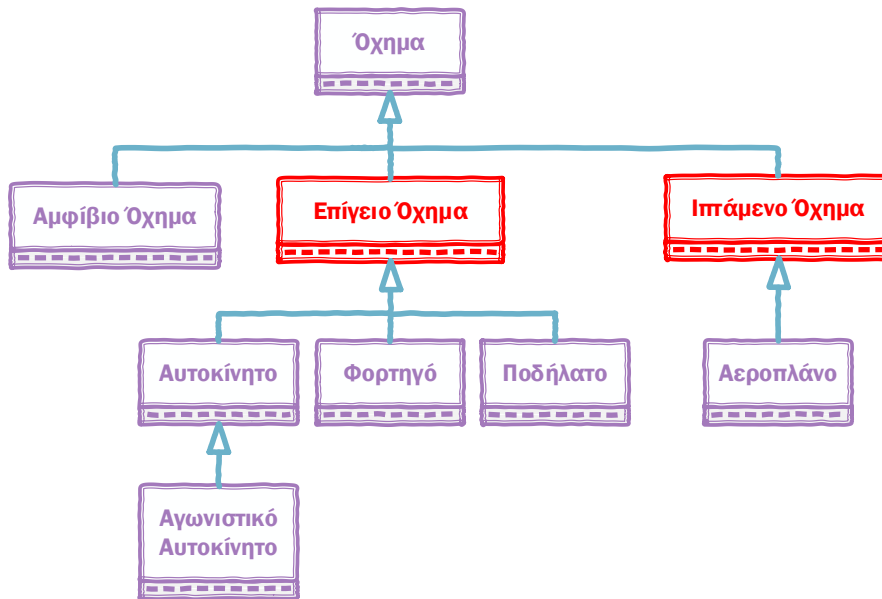 Όχημα
Αμφίβιο Όχημα
Επίγειο Όχημα
Ιπτάμενο Όχημα
Αυτοκίνητο
Φορτηγό
Ποδήλατο
Αεροπλάνο
Αγωνιστικό
Αυτοκίνητο